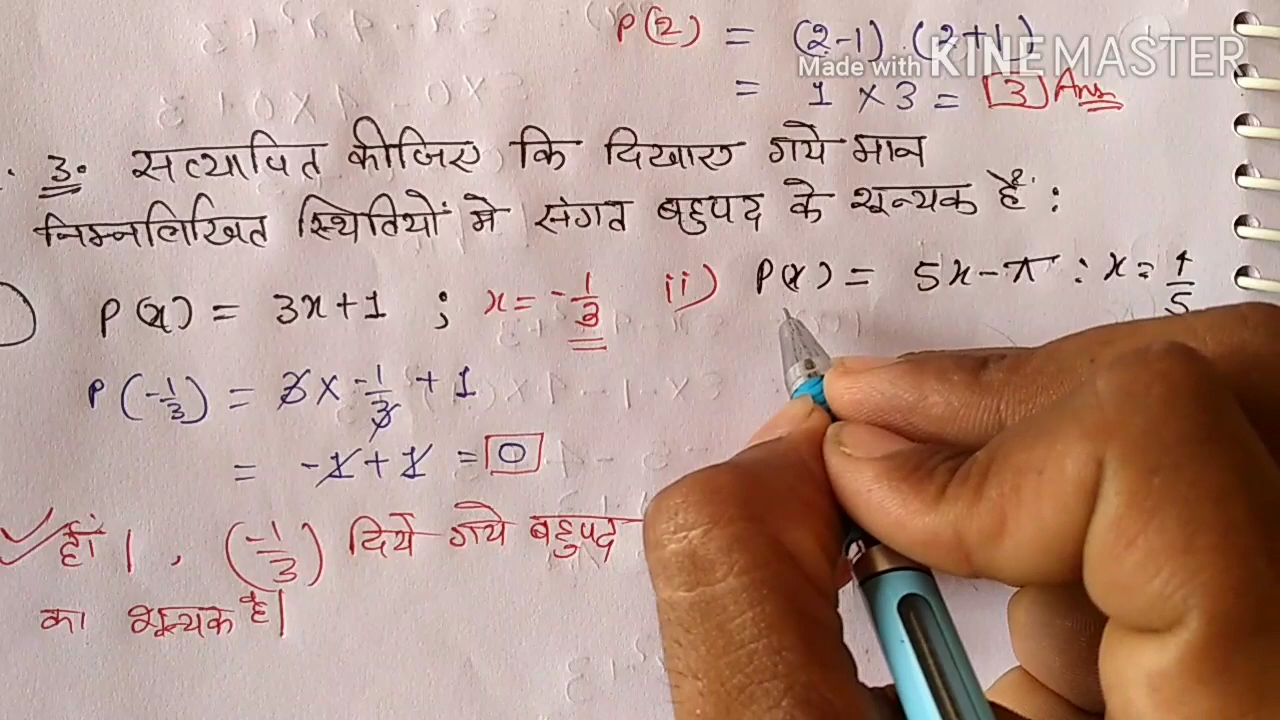 P(2) = (2-1).(2+1)
Made with KINEMASTER
= 1 × 3 = 3 Ans
3. सत्यापित कीजिए कि दिखाए गये मान
निम्नलिखित स्थितियों मे संगत बहुपद के शून्यक हैं :
P(x) = 3x+1 ; x = -1/3 ii) P(x) = 5x-π : x = 4/5
P(-1/3) = 3 × -1/3 + 1
= -1+1 = 0
हाँ। , (-1/3) दिये गये बहुपद
का शून्यक है।